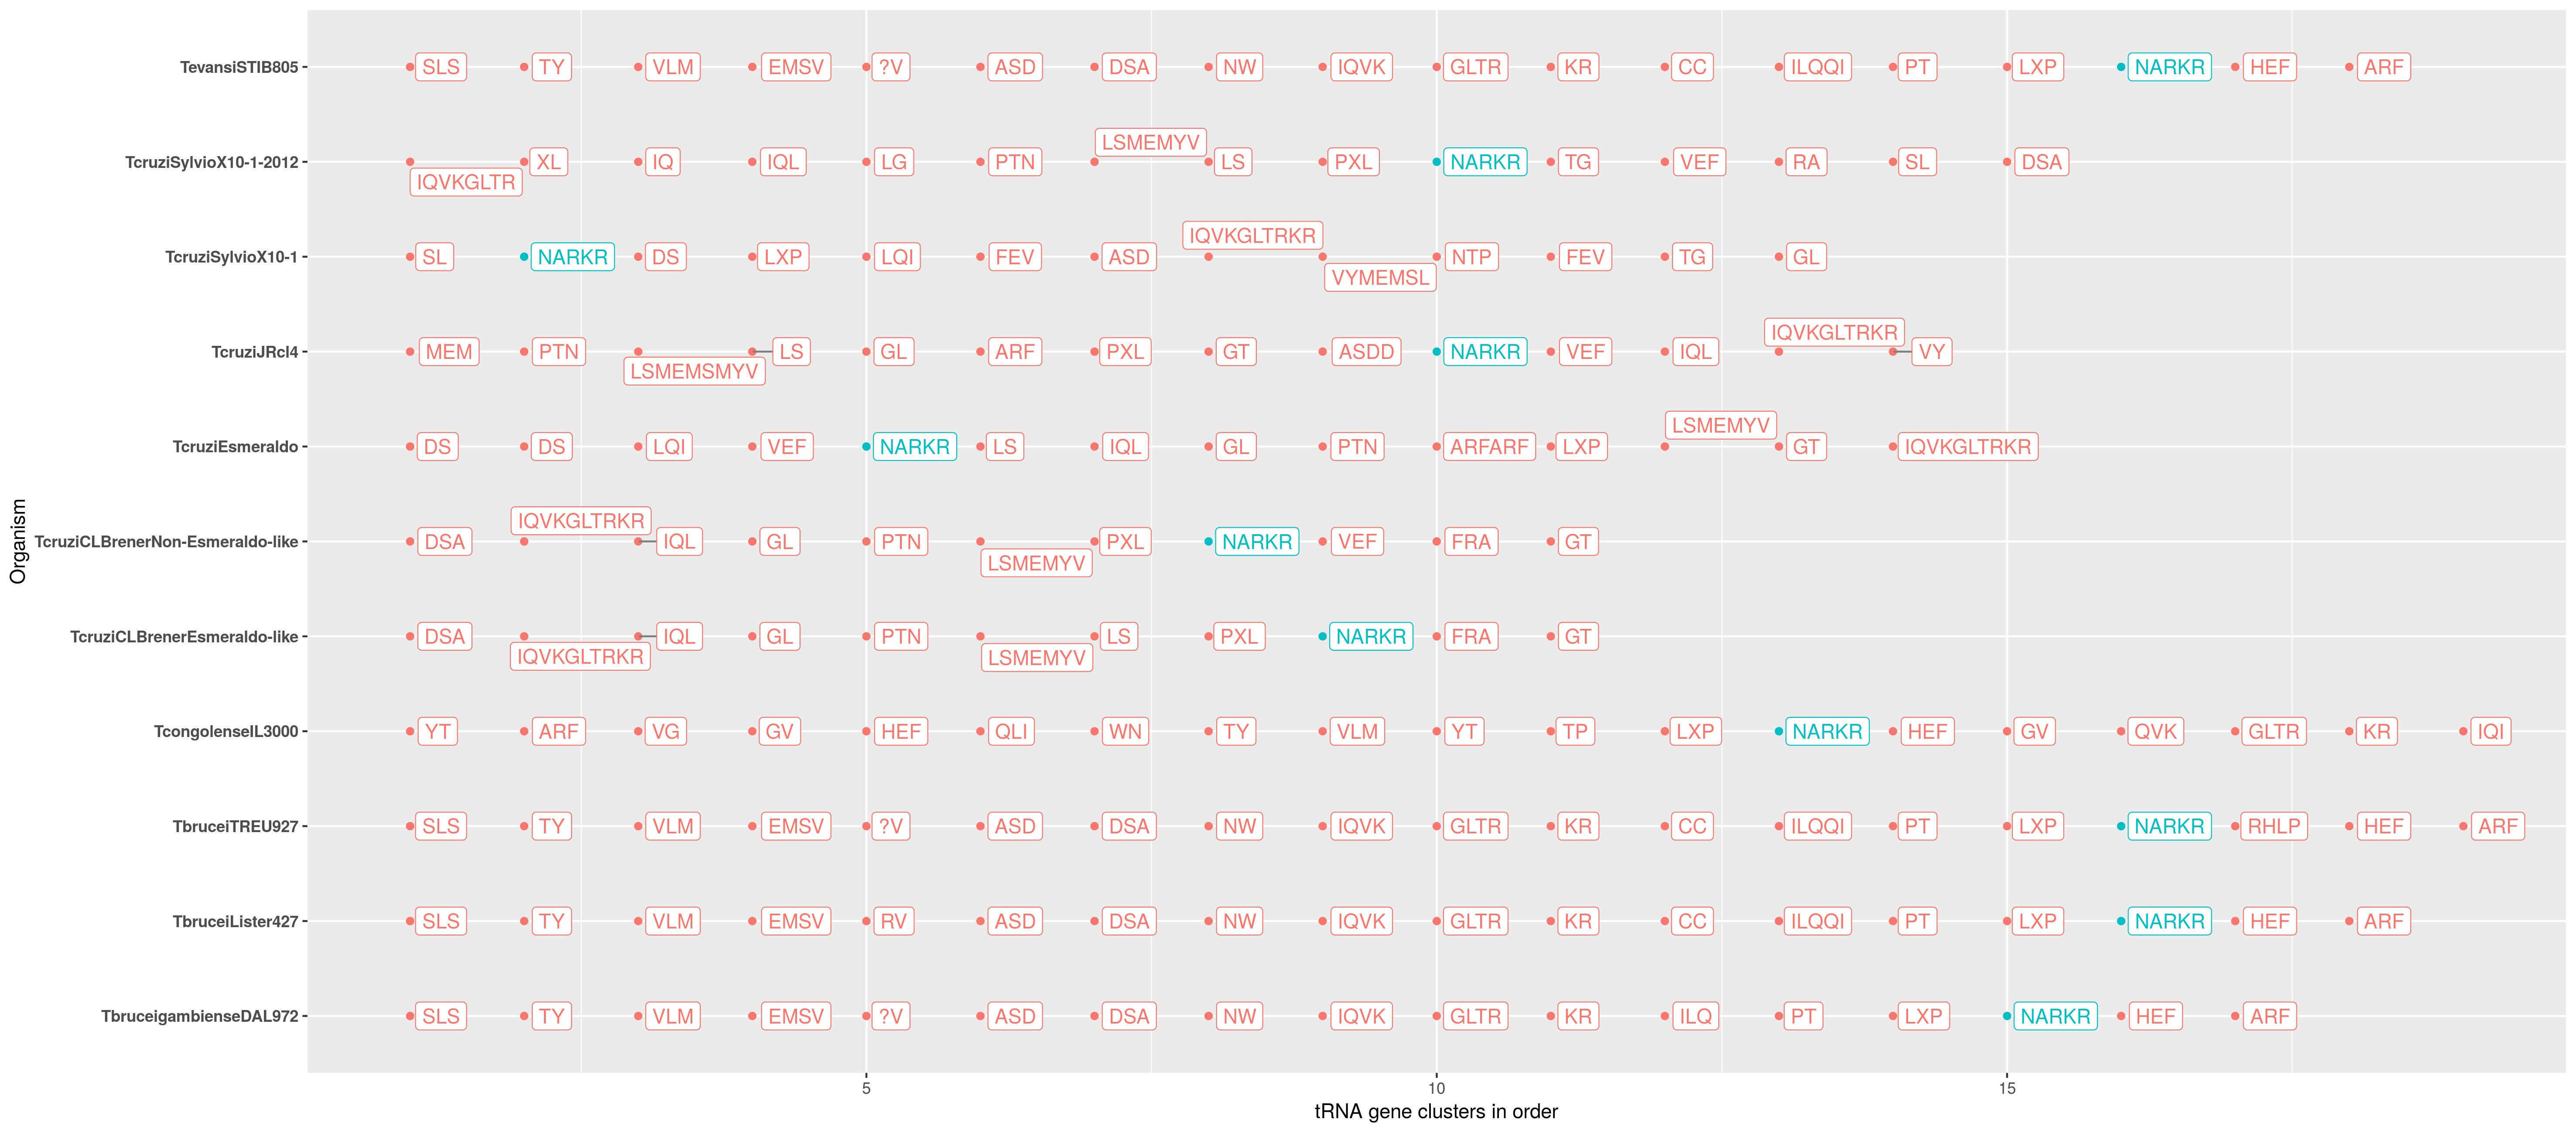 TevansiSTIB805 SLS TY VLM EMSV ?V ASD DSA NW IQVK GLTR KR CC ILQQI PT LXP NARKR HEF ARF
TcruziSylvioX10-1-2012 IQVKGLTR XL IQ IQL LG PTN LSMEMYV LS PXL NARKR TG VEF RA SL DSA
TcruziSylvioX10-1 SL NARKR DS LXP LQI FEV ASD IQVKGLTRKR VYMEMSL NTP FEV TG GL
TcruziJRcl4 MEM PTN LSMEMSMYV LS GL ARF PXL GT ASDD NARKR VEF IQL IQVKGLTRKR VY
TcruziEsmeraldo DS DS LQI VEF NARKR LS IQL GL PTN ARFARF LXP LSMEMYV GT IQVKGLTRKR
TcruziCLBrenerNon-Esmeraldo-like DSA IQVKGLTRKR IQL GL PTN LSMEMYV PXL NARKR VEF FRA GT
TcruziCLBrenerEsmeraldo-like DSA IQVKGLTRKR IQL GL PTN LSMEMYV LS PXL NARKR FRA GT
TcongolenseIL3000 YT ARF VG GV HEF QLI WN TY VLM YT TP LXP NARKR HEF GV QVK GLTR KR IQI
TbruceiTREU927 SLS TY VLM EMSV ?V ASD DSA NW IQVK GLTR KR CC ILQQI PT LXP NARKR RHLP HEF ARF
TbruceiLister427 SLS TY VLM EMSV RV ASD DSA NW IQVK GLTR KR CC ILQQI PT LXP NARKR HEF ARF
TbruceigambienseDAL972 SLS TY VLM EMSV ?V ASD DSA NW IQVK GLTR KR ILQ PT LXP NARKR HEF ARF
5 10 15
tRNA gene clusters in order
Organism